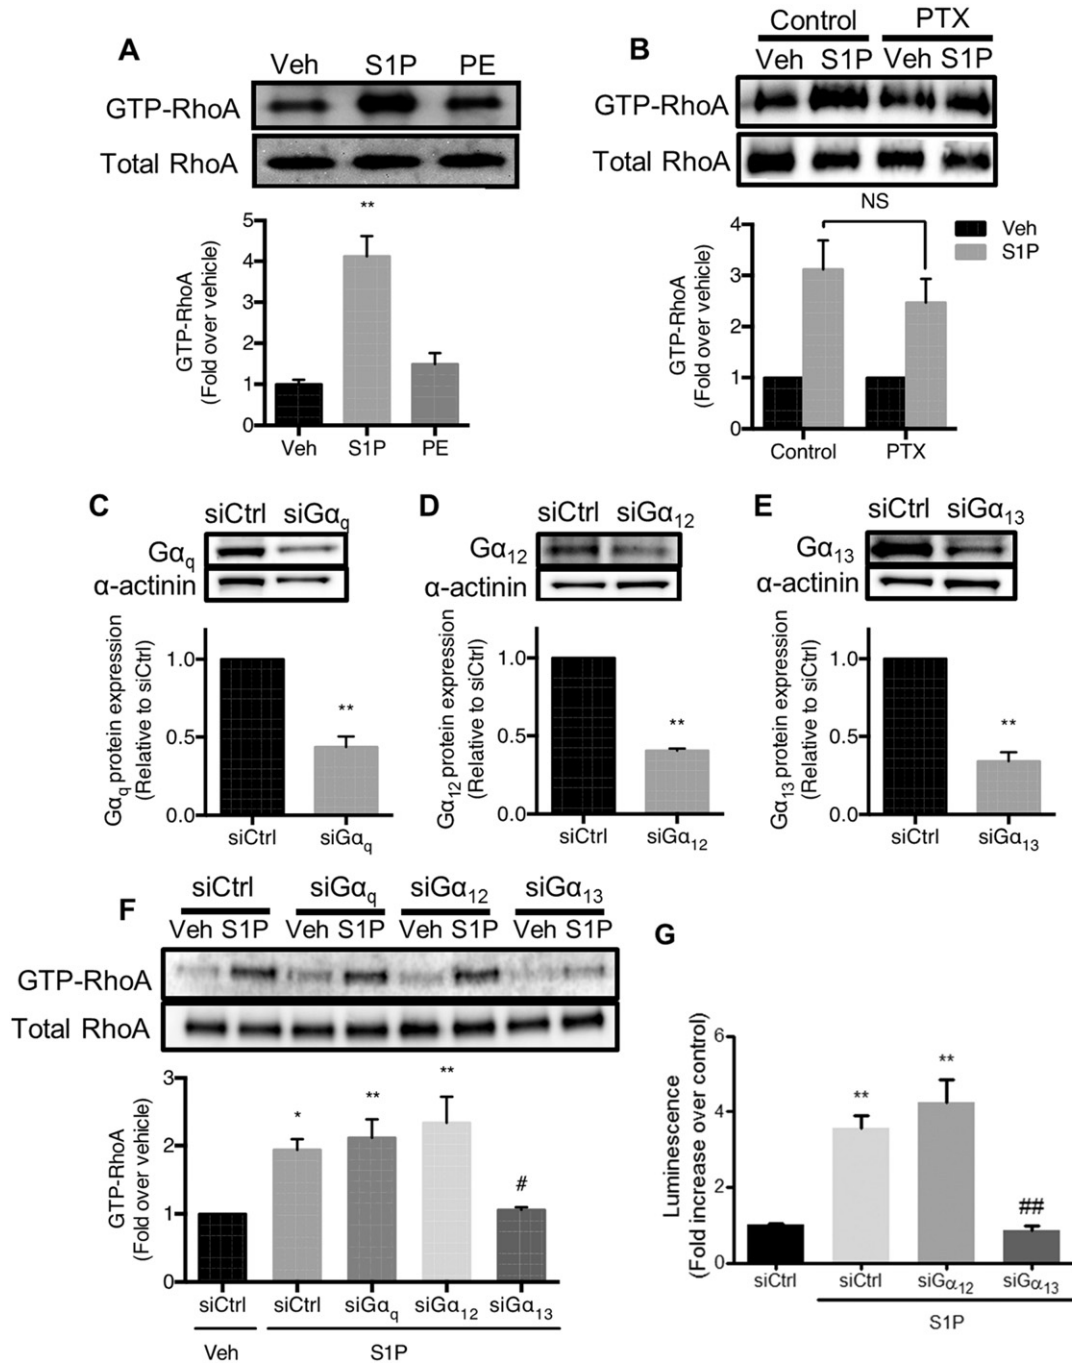 A
Veh S1P PE
GTP-RhoA
Total RhoA
**
GTP-RhoA
(Fold over vehicle)
5
4
3
2
1
0
Veh S1P PE
B
Control PTX
Veh S1P Veh S1P
GTP-RhoA
Total RhoA
NS
Veh
S1P
GTP-RhoA
(Fold over vehicle)
4
3
2
1
0
Control PTX
C
siCtrl siGαq
Gαq
α-actinin
Gαq protein expression
(Relative to siCtrl)
1.0
0.5
0.0
**
siCtrl siGαq
D
siCtrl siGα12
Gα12
α-actinin
Gα12 protein expression
(Relative to siCtrl)
1.0
0.5
0.0
**
siCtrl siGα12
E
siCtrl siGα13
Gα13
α-actinin
Gα13 protein expression
(Relative to siCtrl)
1.0
0.5
0.0
**
siCtrl siGα13
F
siCtrl siGαq siGα12 siGα13
Veh S1P Veh S1P Veh S1P Veh S1P
GTP-RhoA
Total RhoA
GTP-RhoA
(Fold over vehicle)
3
2
1
0
* ** ** #
siCtrl siCtrl siGαq siGα12 siGα13
Veh S1P
G
Luminescence
(Fold increase over control)
6
4
2
0
** ** ##
siCtrl siCtrl siGα12 siGα13
S1P